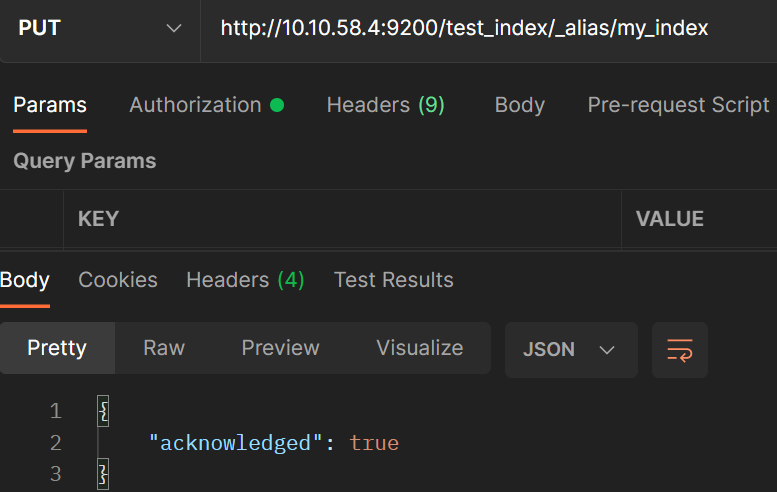 PUT http://10.10.58.4:9200/test_index/_alias/my_index
Params Authorization Headers (9) Body Pre-request Script
Query Params
KEY VALUE
Body Cookies Headers (4) Test Results
Pretty Raw Preview Visualize JSON
1 {
2 "acknowledged": true
3 }